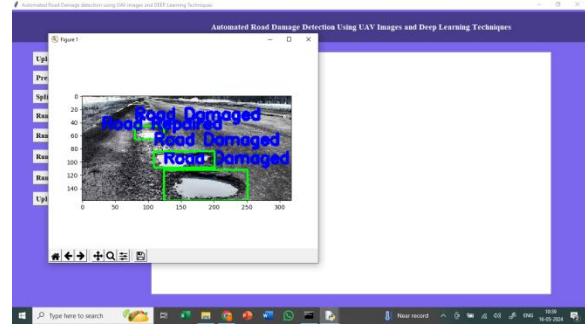 Automated Road Damage detection using UAV images and DEEP Learning Techniques
Automated Road Damage Detection Using UAV Images and Deep Learning Techniques
Figure 1
Upl
Pre
Spli
Run
Run
Run
Run
Upl
Road Damaged
Road Repaired
Road Damaged
Road Damaged
0
20
40
60
80
100
120
140
0 50 100 150 200 250 300
Type here to search
Near record
ENG
10:39
16-05-2024